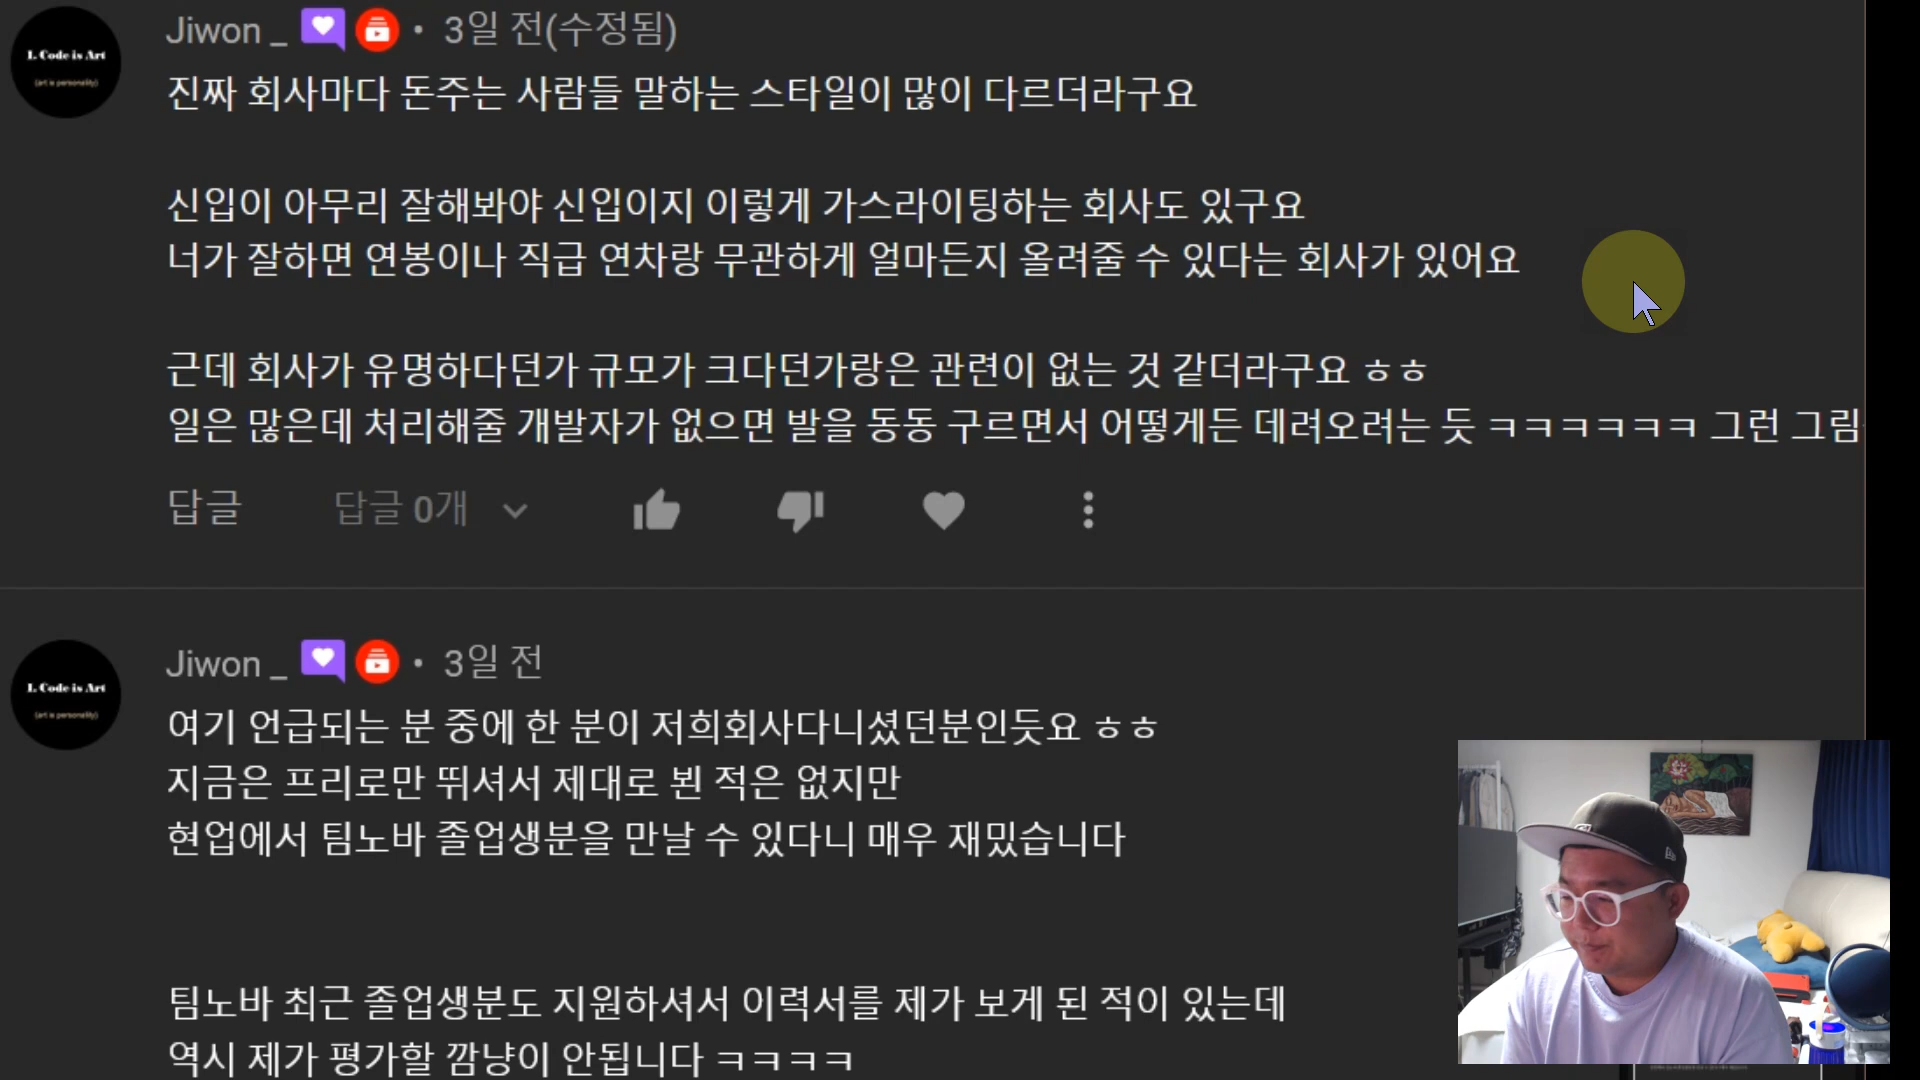 1. Code is Art
(art is personality)
Jiwon _ • 3일 전(수정됨)
진짜 회사마다 돈주는 사람들 말하는 스타일이 많이 다르더라구요
신입이 아무리 잘해봐야 신입이지 이렇게 가스라이팅하는 회사도 있구요
너가 잘하면 연봉이나 직급 연차랑 무관하게 얼마든지 올려줄 수 있다는 회사가 있어요
근데 회사가 유명하다던가 규모가 크다던가랑은 관련이 없는 것 같더라구요 ㅎㅎ
일은 많은데 처리해줄 개발자가 없으면 발을 동동 구르면서 어떻게든 데려오려는 듯 ㅋㅋㅋㅋㅋㅋ 그런 그림
답글 답글 0개
1. Code is Art
(art is personality)
Jiwon _ • 3일 전
여기 언급되는 분 중에 한 분이 저희회사다니셨던분인듯요 ㅎㅎ
지금은 프리로만 뛰셔서 제대로 뵌 적은 없지만
현업에서 팀노바 졸업생분을 만날 수 있다니 매우 재밌습니다
팀노바 최근 졸업생분도 지원하셔서 이력서를 제가 보게 된 적이 있는데
역시 제가 평가할 깜냥이 안됩니다 ㅋㅋㅋㅋ